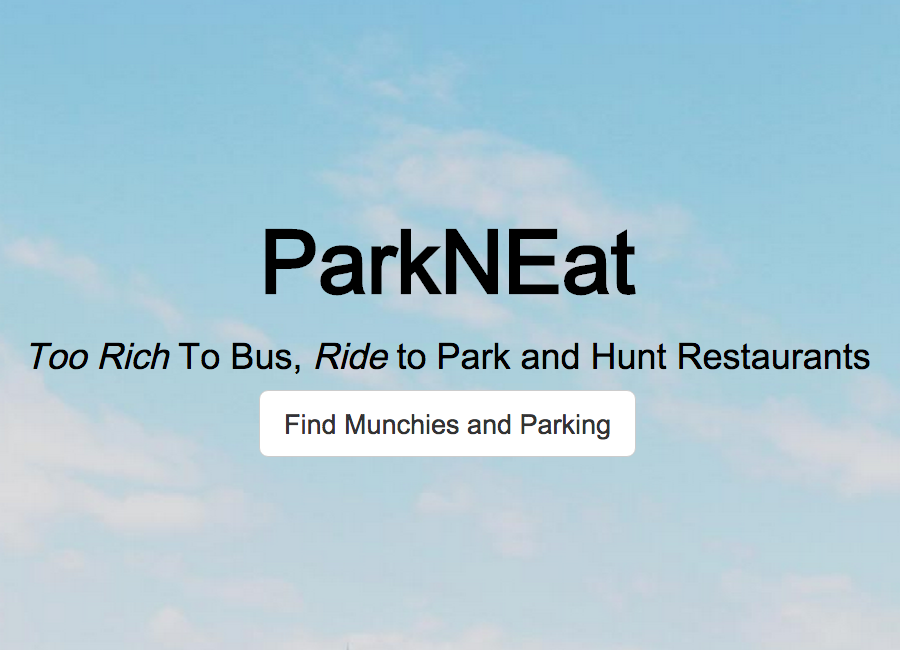 ParkNEat
Too Rich To Bus, Ride to Park and Hunt Restaurants
Find Munchies and Parking